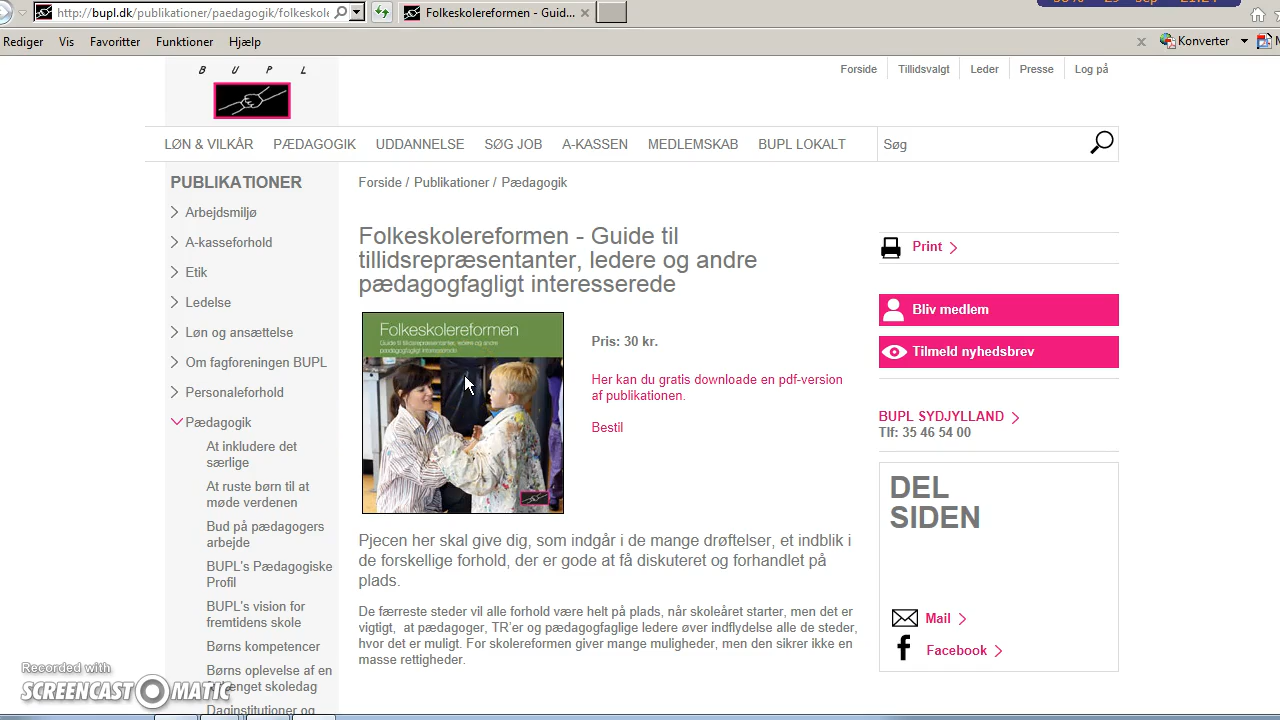 http://bupl.dk/publikationer/paedagogik/folkeskole
Folkeskolereformen - Guid...
29 sep 21:24
Rediger Vis Favoritter Funktioner Hjælp
x Konverter
B U P L
Forside Tillidsvalgt Leder Presse Log på
LØN & VILKÅR PÆDAGOGIK UDDANNELSE SØG JOB A-KASSEN MEDLEMSKAB BUPL LOKALT Søg
PUBLIKATIONER
Arbejdsmiljø
A-kasseforhold
Etik
Ledelse
Løn og ansættelse
Om fagforeningen BUPL
Personaleforhold
Pædagogik
At inkludere det
særlige
At ruste børn til at
møde verdenen
Bud på pædagogers
arbejde
BUPL's Pædagogiske
Profil
BUPL's vision for
fremtidens skole
Børns kompetencer
Børns oplevelse af en
længet skoledag
Daginstitutioner og
Forside / Publikationer / Pædagogik
Folkeskolereformen - Guide til
tillidsrepræsentanter, ledere og andre
pædagogfagligt interesserede
Folkeskolereformen
Guide til tillidsrepræsentanter, ledere og andre
pædagogfagligt interesserede
Pris: 30 kr.
Her kan du gratis downloade en pdf-version
af publikationen.
Bestil
Pjecen her skal give dig, som indgår i de mange drøftelser, et indblik i
de forskellige forhold, der er gode at få diskuteret og forhandlet på
plads.
De færreste steder vil alle forhold være helt på plads, når skoleåret starter, men det er
vigtigt, at pædagoger, TR'er og pædagogfaglige ledere øver indflydelse alle de steder,
hvor det er muligt. For skolereformen giver mange muligheder, men den sikrer ikke en
masse rettigheder.
Print
Bliv medlem
Tilmeld nyhedsbrev
BUPL SYDJYLLAND
Tlf: 35 46 54 00
DEL
SIDEN
Mail
Facebook
Recorded with
SCREENCAST O MATIC